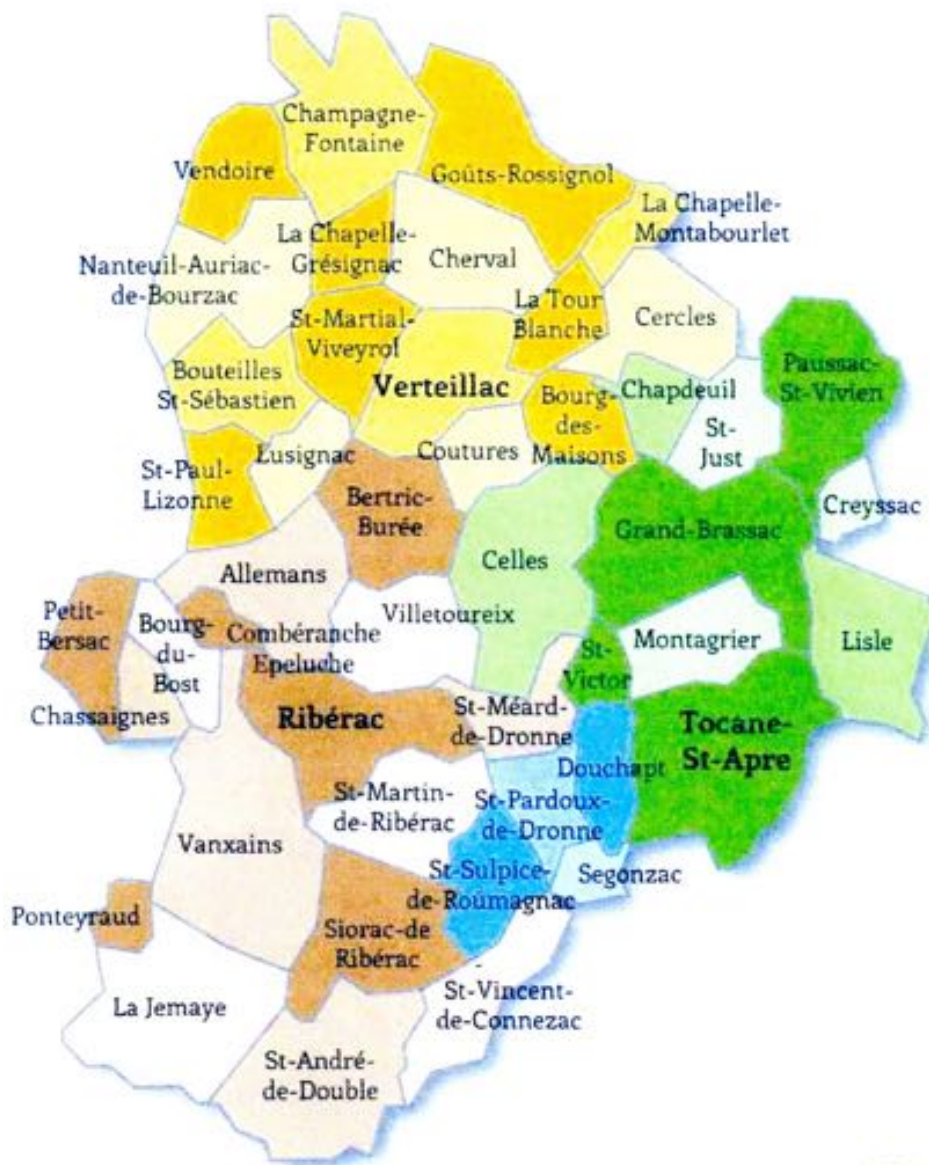 Champagne-
Fontaine
Vendoire
Goûts-Rossignol
La Chapelle-
Montabourlet
La Chapelle-
Grésignac
Cherval
Nanteuil-Auriac-
de-Bourzac
La Tour
Blanche
Cercles
St-Martial-
Viveyrol
Paussac-
St-Vivien
Bouteilles
St-Sébastien
Verteillac
Chapdeuil
Bourg-
des-
Maisons
St-
Just
Lusignac
Coutures
St-Paul-
Lizonne
Bertric-
Burée
Creyssac
Grand-Brassac
Celles
Allemans
Petit-
Bersac
Bourg-
du-
Bost
Villetoureix
Combéranche
Epeluche
Montagrier
Lisle
St-
Victor
Chassaignes
Ribérac
St-Méard-
de-Dronne
Tocane-
St-Apre
Douchapt
St-Martin-
de-Ribérac
St-Pardoux-
de-Dronne
Vanxains
St-Sulpice-
de-Roumagnac
Segonzac
Ponteyraud
Siorac-de
Ribérac
St-Vincent-
de-Connezac
La Jemaye
St-André-
de-Double